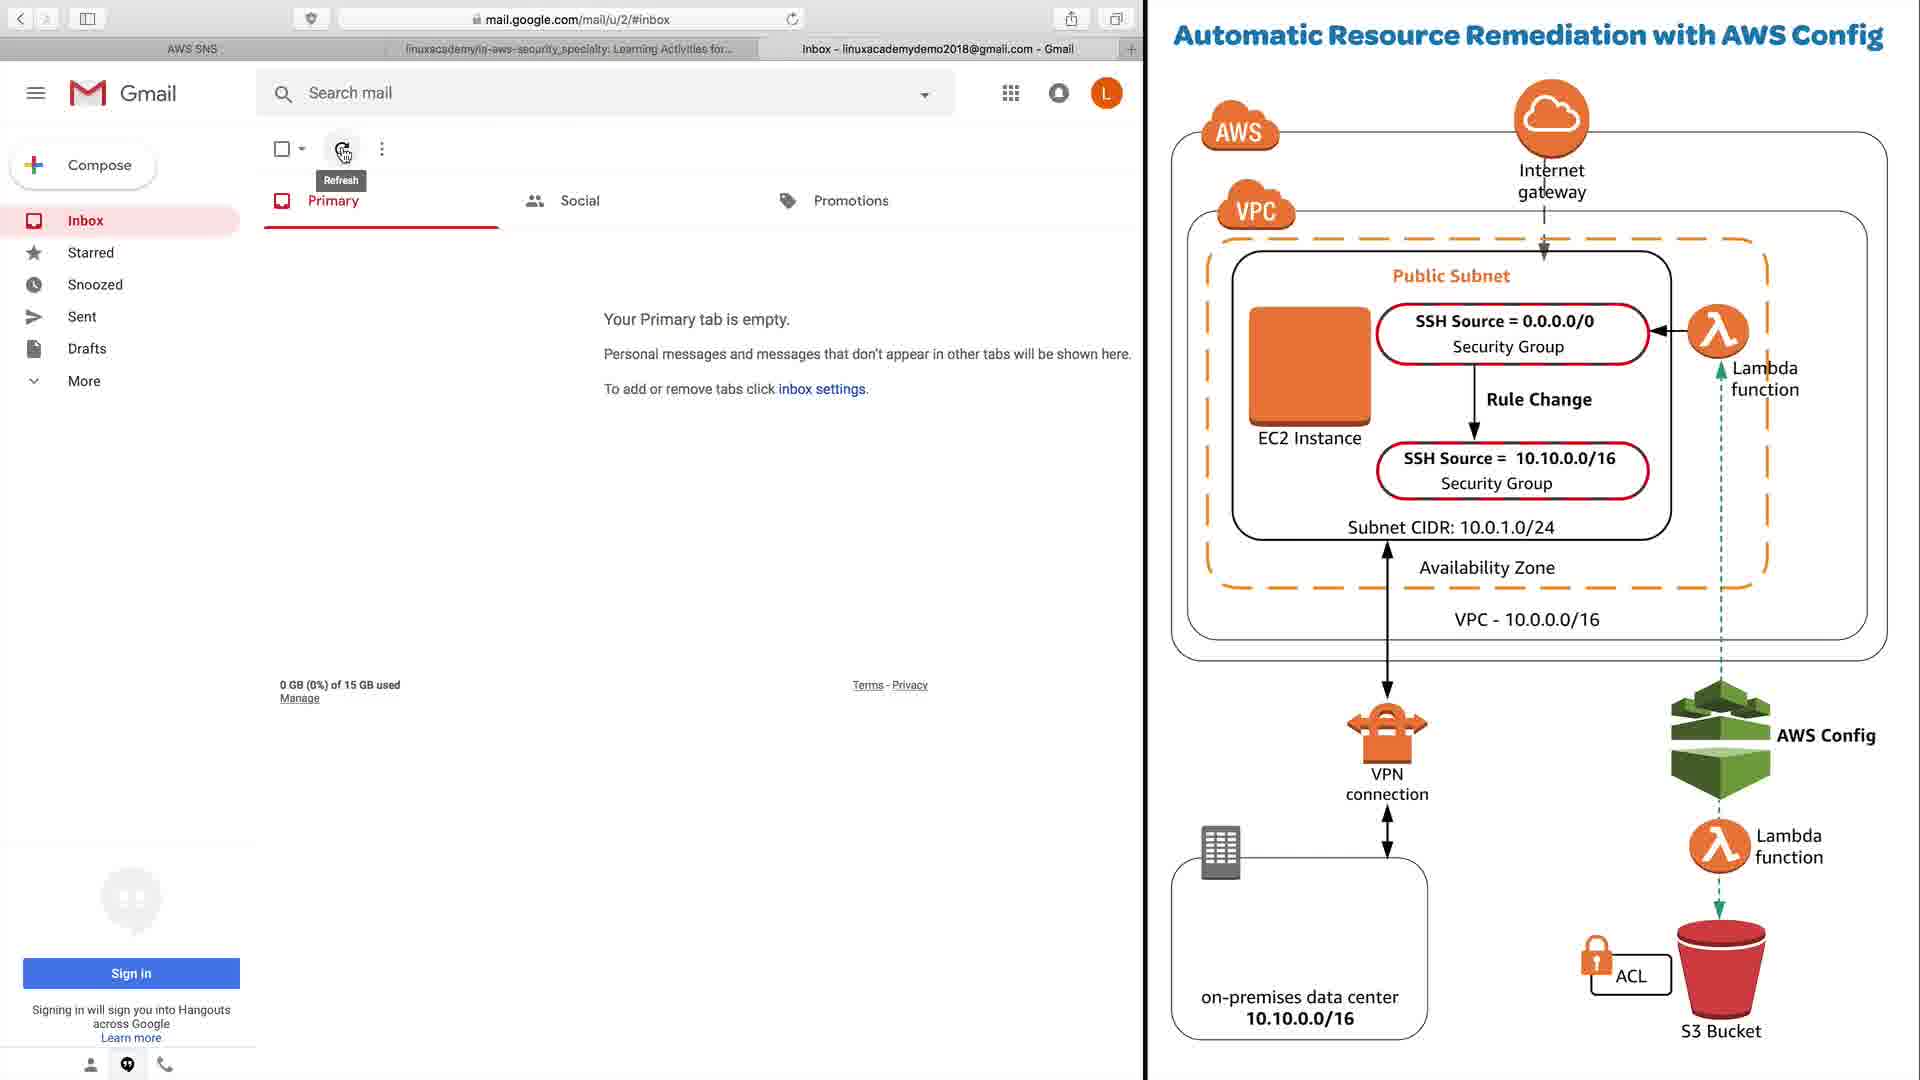 mail.google.com/mail/u/2/#inbox
AWS SNS
linuxacademy/la-aws-security_specialty: Learning Activities for...
Inbox - linuxacademydemo2018@gmail.com - Gmail
Gmail
Search mail
L
Compose
Refresh
Primary
Social
Promotions
Inbox
Starred
Snoozed
Sent
Drafts
More
Your Primary tab is empty.
Personal messages and messages that don't appear in other tabs will be shown here.
To add or remove tabs click inbox settings.
0 GB (0%) of 15 GB used
Manage
Terms - Privacy
Sign in
Signing in will sign you into Hangouts
across Google
Learn more
Automatic Resource Remediation with AWS Config
AWS
Internet
gateway
VPC
Public Subnet
SSH Source = 0.0.0.0/0
Security Group
Lambda
function
Rule Change
EC2 Instance
SSH Source = 10.10.0.0/16
Security Group
Subnet CIDR: 10.0.1.0/24
Availability Zone
VPC - 10.0.0.0/16
AWS Config
VPN
connection
Lambda
function
ACL
on-premises data center
10.10.0.0/16
S3 Bucket